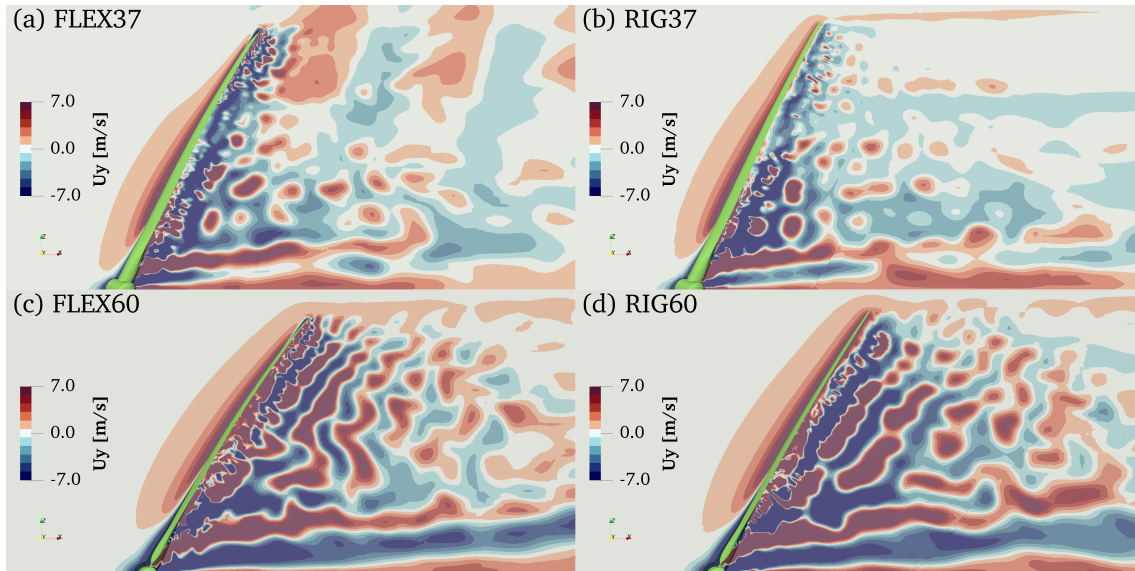 (a) FLEX37
(b) RIG37
7.0
0.0
-7.0
Uy [m/s]
7.0
0.0
-7.0
Uy [m/s]
Z
Y X
Z
Y X
(c) FLEX60
(d) RIG60
7.0
0.0
-7.0
Uy [m/s]
7.0
0.0
-7.0
Uy [m/s]
Z
Y X
Z
Y X